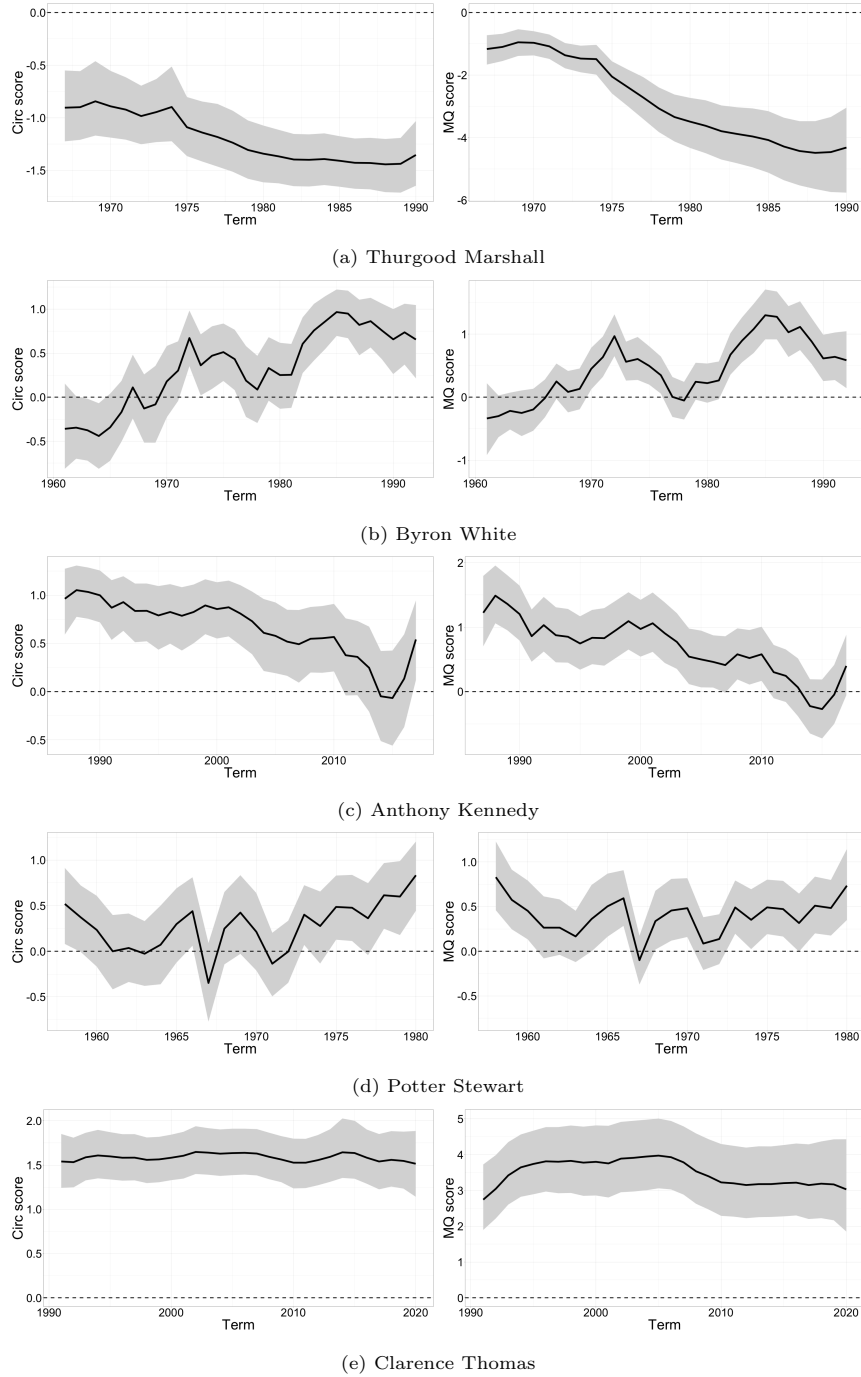 0.0
-0.5
-1.0
-1.5
Circ score
1970 1975 1980 1985 1990
Term
0
-2
-4
-6
MQ score
1970 1975 1980 1985 1990
Term
(a) Thurgood Marshall
1.0
0.5
0.0
-0.5
Circ score
1960 1970 1980 1990
Term
1
0
-1
MQ score
1960 1970 1980 1990
Term
(b) Byron White
1.0
0.5
0.0
-0.5
Circ score
1990 2000 2010
Term
2
1
0
MQ score
1990 2000 2010
Term
(c) Anthony Kennedy
1.0
0.5
0.0
-0.5
Circ score
1960 1965 1970 1975 1980
Term
1.0
0.5
0.0
-0.5
MQ score
1960 1965 1970 1975 1980
Term
(d) Potter Stewart
2.0
1.5
1.0
0.5
0.0
Circ score
1990 2000 2010 2020
Term
5
4
3
2
1
0
MQ score
1990 2000 2010 2020
Term
(e) Clarence Thomas